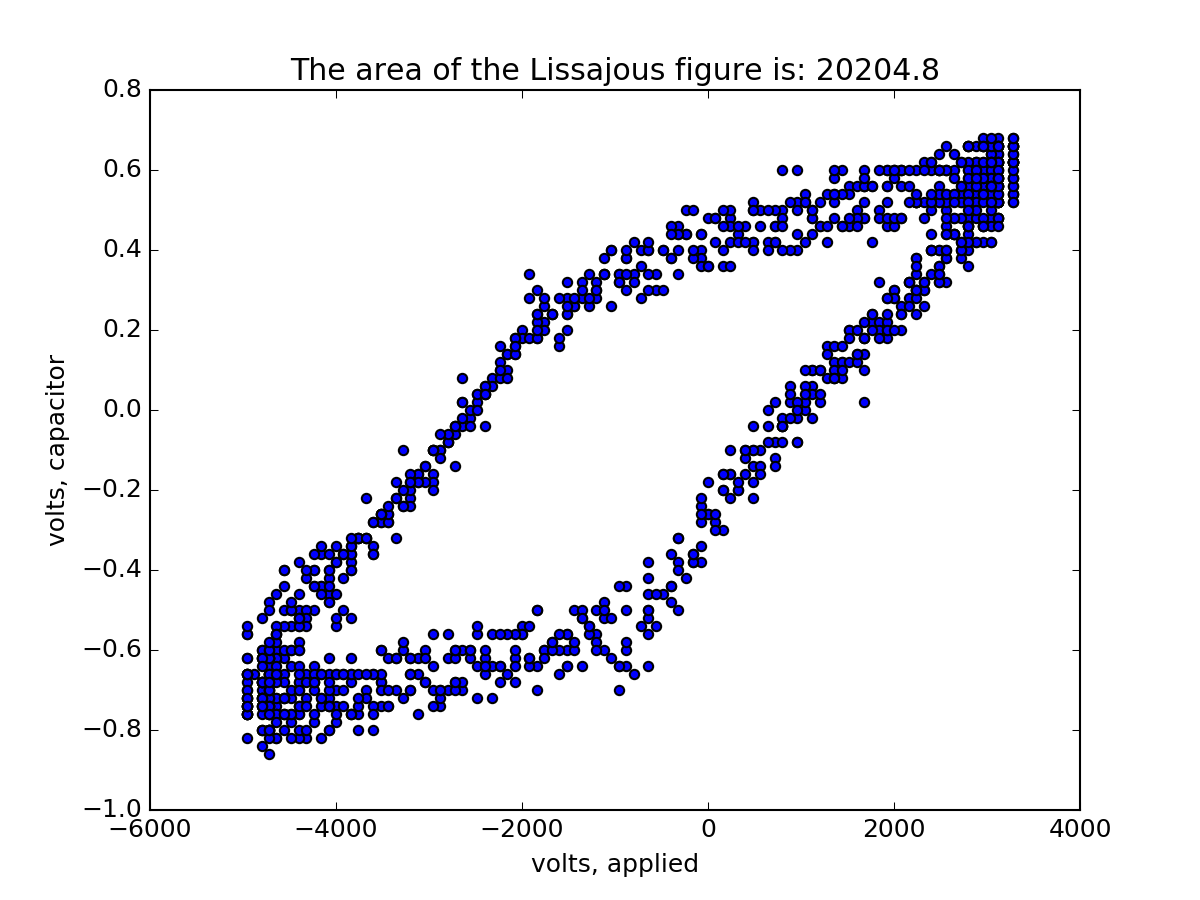 The area of the Lissajous figure is: 20204.8
0.8
0.6
0.4
0.2
0.0
−0.2
−0.4
−0.6
−0.8
−1.0
volts, capacitor
−6000 −4000 −2000 0 2000 4000
volts, applied